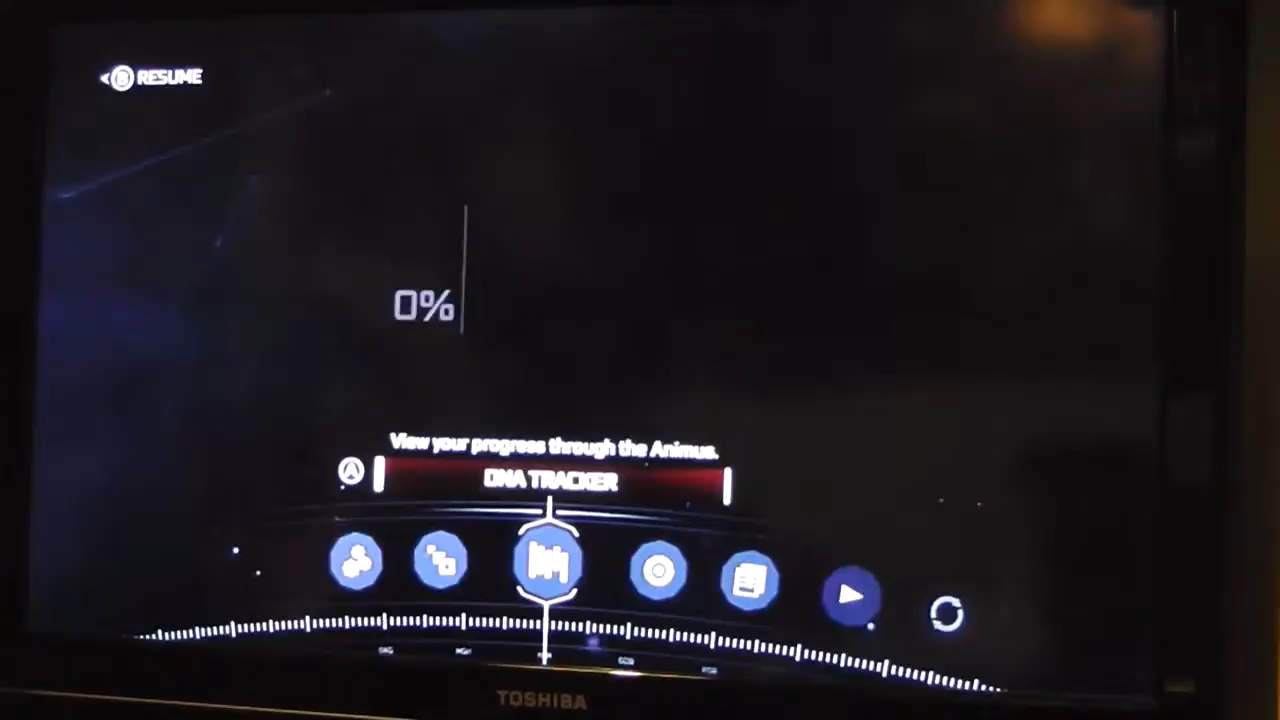 B RESUME
0%
View your progress through the Animus.
A
DNA TRACKER
TOSHIBA